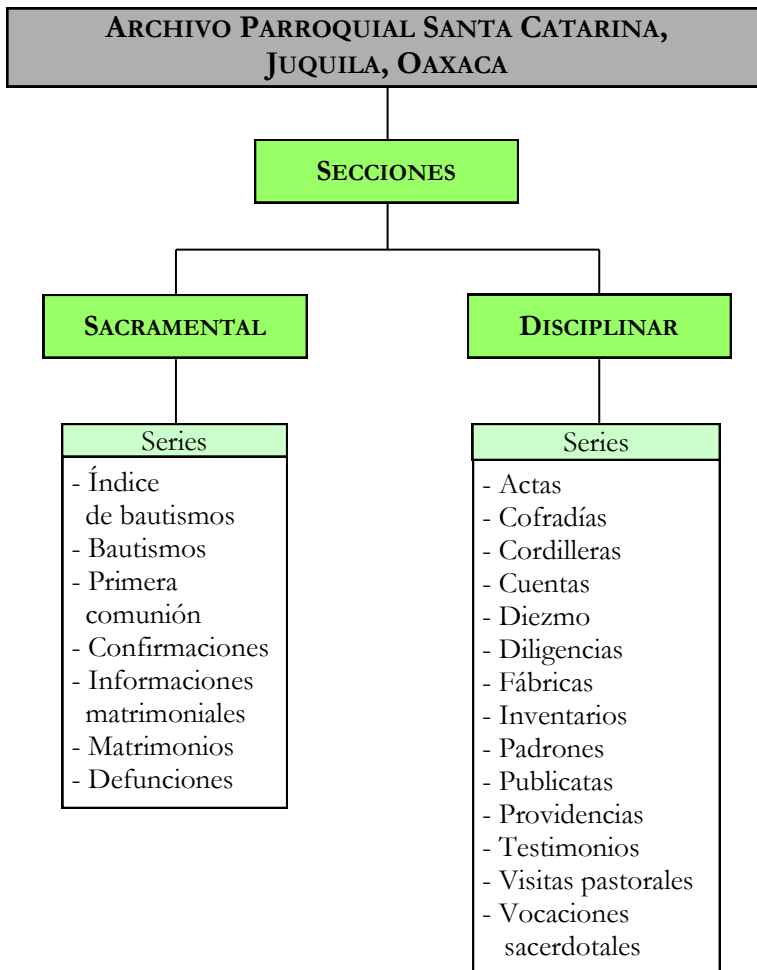 ARCHIVO PARROQUIAL SANTA CATARINA,
JUQUILA, OAXACA
SECCIONES
SACRAMENTAL
DISCIPLINAR
Series
- Índice
de bautismos
- Bautismos
- Primera
comunión
- Confirmaciones
- Informaciones
matrimoniales
- Matrimonios
- Defunciones
Series
- Actas
- Cofradías
- Cordilleras
- Cuentas
- Diezmo
- Diligencias
- Fábricas
- Inventarios
- Padrones
- Publicatas
- Providencias
- Testimonios
- Visitas pastorales
- Vocaciones
sacerdotales